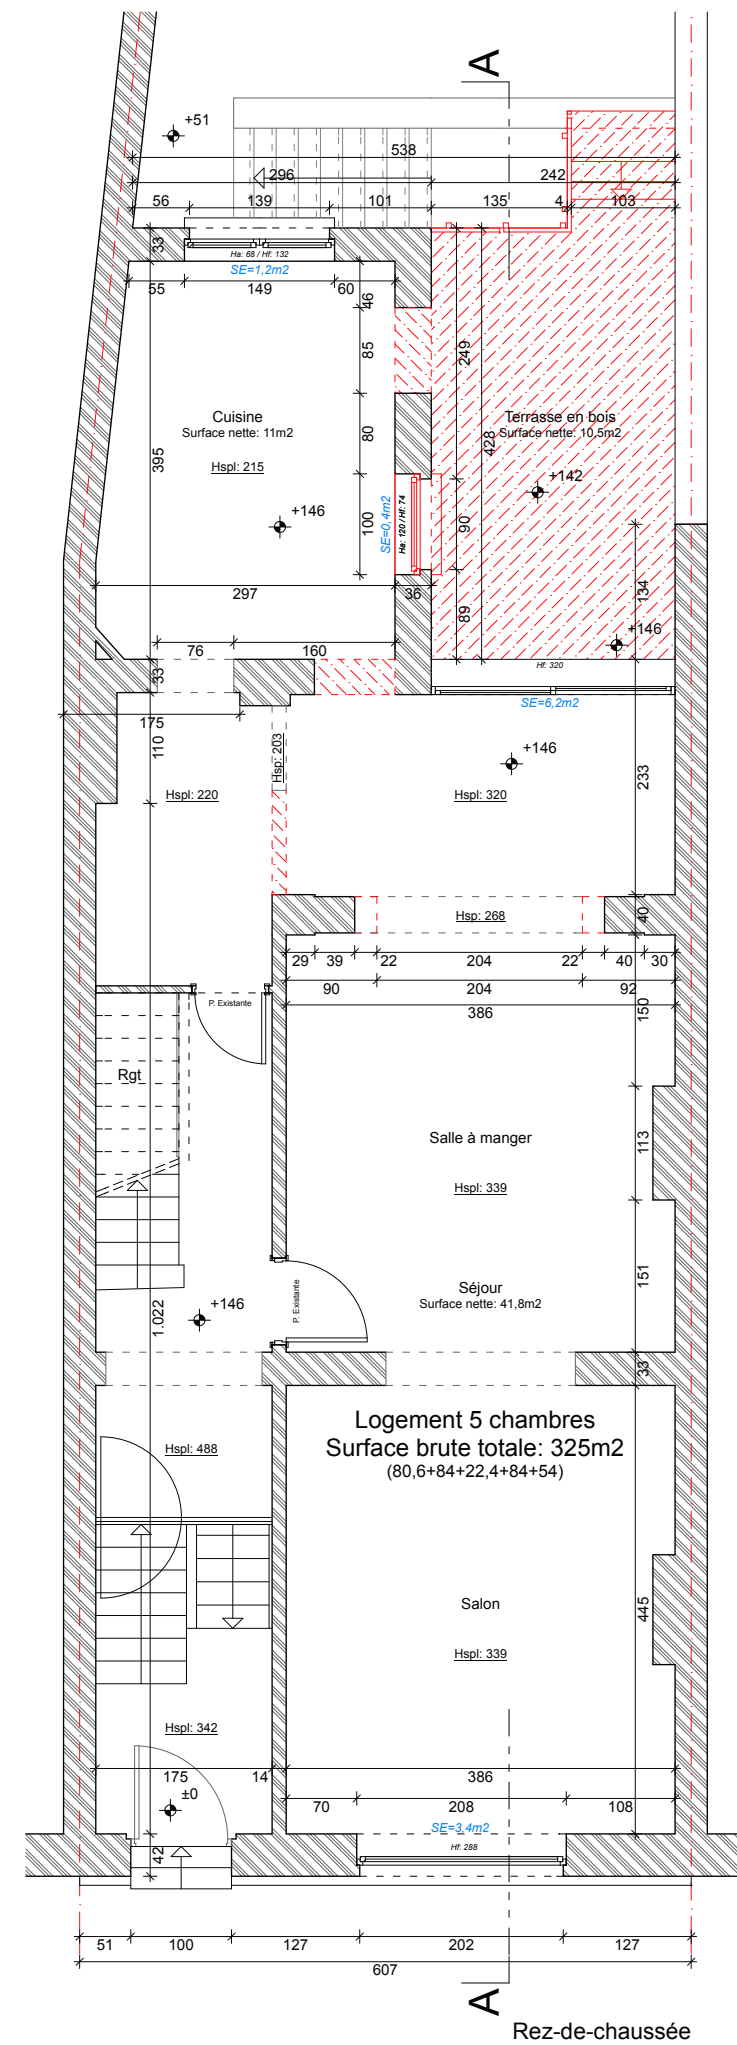 A
+51
538
296
242
56
139
101
135
4
103
33
Ha: 68 / Hf: 132
SE=1,2m2
55
149
60
46
85
249
Cuisine
Surface nette: 11m2
Terrasse en bois
Surface nette: 10,5m2
80
428
395
Hspl: 215
+142
+146
100
SE=0,4m2
Ha: 120 / Hf: 74
90
297
36
134
89
+146
76
160
33
Hf: 320
SE=6,2m2
175
110
Hsp: 203
+146
Hspl: 220
Hspl: 320
233
Hsp: 268
40
29
39
22
204
22
40
30
90
204
92
P. Existante
386
150
Rgt
Salle à manger
113
Hspl: 339
151
Séjour
Surface nette: 41,8m2
P. Existante
+146
1.022
33
Logement 5 chambres
Surface brute totale: 325m2
(80,6+84+22,4+84+54)
Hspl: 488
Salon
445
Hspl: 339
Hspl: 342
175
14
386
±0
70
208
108
SE=3,4m2
Hf: 288
42
51
100
127
202
127
607
A
Rez-de-chaussée